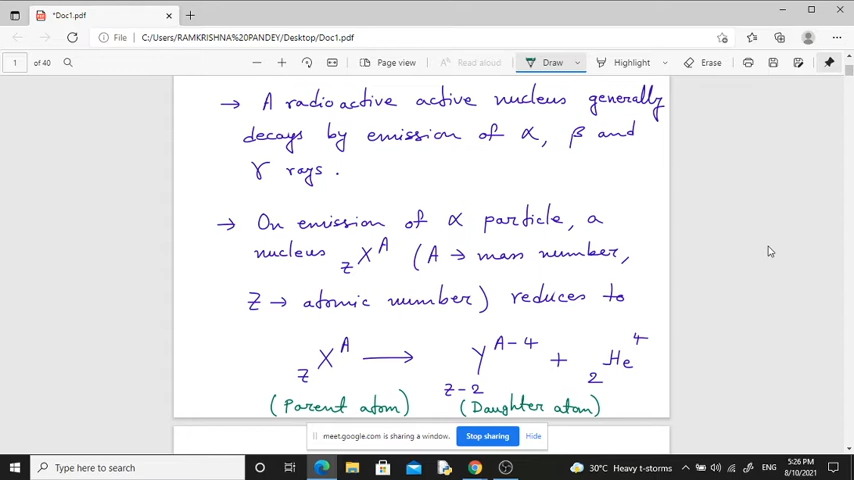 *Doc1.pdf
File
C:/Users/RAMKRISHNA%20PANDEY/Desktop/Doc1.pdf
1 of 40
Page view
Read aloud
Draw
Highlight
Erase
→ A radioactive active nucleus generally
decays by emission of α, β and
γ rays.
→ On emission of α particle, a
nucleus zX^A (A → mass number,
Z → atomic number) reduces to
zX^A ⟶ z-2Y^A-4 + 2He^4
(Parent atom) (Daughter atom)
meet.google.com is sharing a window.
Stop sharing
Hide
Type here to search
30°C Heavy t-storms
ENG
5:26 PM
8/10/2021